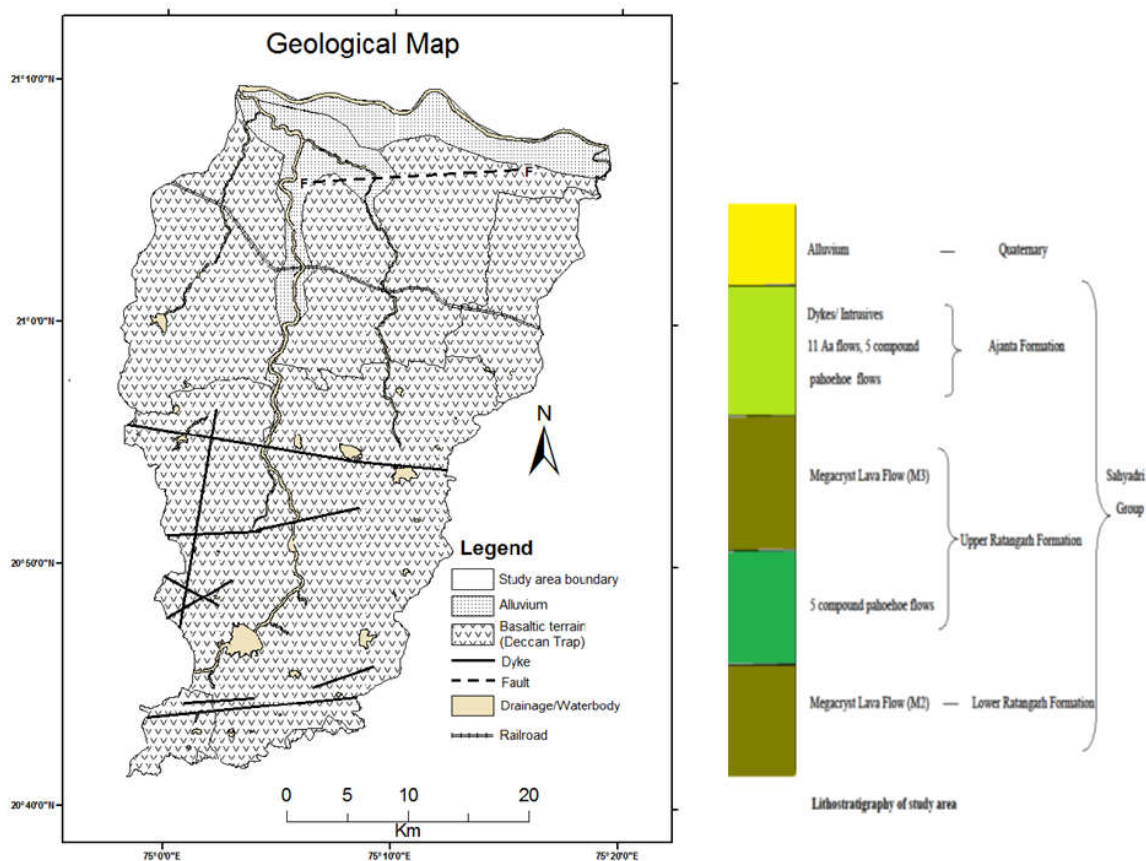 Geological Map
21°10'0"N
21°0'0"N
20°50'0"N
20°40'0"N
75°0'0"E
75°10'0"E
75°20'0"E
F
F
N
Legend
Study area boundary
Alluvium
Basaltic terrain
(Deccan Trap)
Dyke
Fault
Drainage/Waterbody
Railroad
0 5 10 20
Km
Alluvium — Quaternary
Dykes/ Intrusives
11 Aa flows, 5 compound
pahoehoe flows
Ajanta Formation
Megacryst Lava Flow (M3)
Sahyadri
Group
Upper Ratangarh Formation
5 compound pahoehoe flows
Megacryst Lava Flow (M2) — Lower Ratangarh Formation
Lithostratigraphy of study area